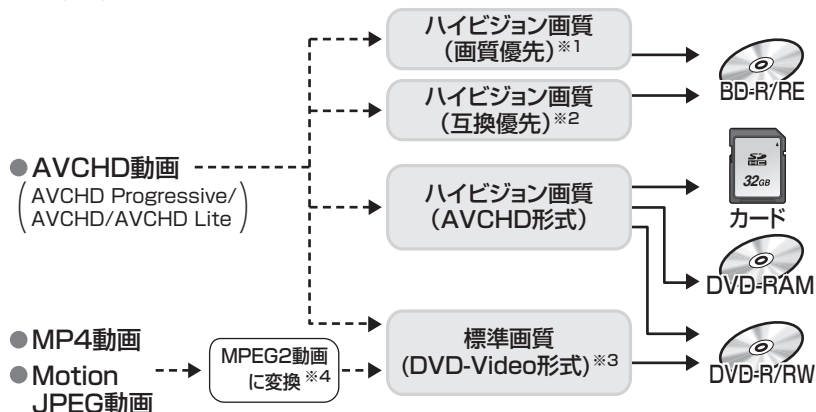 ハイビジョン画質
（画質優先）※1
BD-R/RE
ハイビジョン画質
（互換優先）※2
●AVCHD動画
(AVCHD Progressive/
AVCHD/AVCHD Lite)
ハイビジョン画質
（AVCHD形式）
SD HC
32GB
カード
DVD-RAM
●MP4動画
●Motion
JPEG動画
MPEG2動画
に変換※4
標準画質
(DVD-Video形式)※3
DVD-R/RW